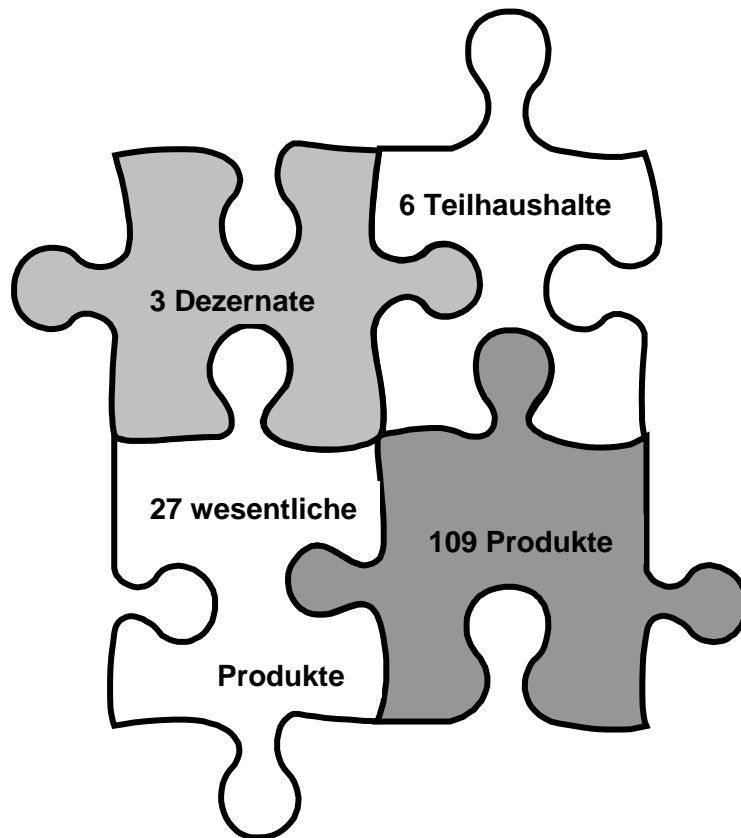 6 Teilhaushalte
3 Dezernate
27 wesentliche
109 Produkte
Produkte